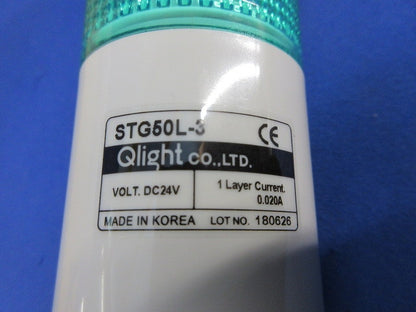 STG50L-3 CE
Qlight CO.,LTD.
VOLT. DC24V
1 Layer Current.
0.020A
MADE IN KOREA LOT NO. 180626